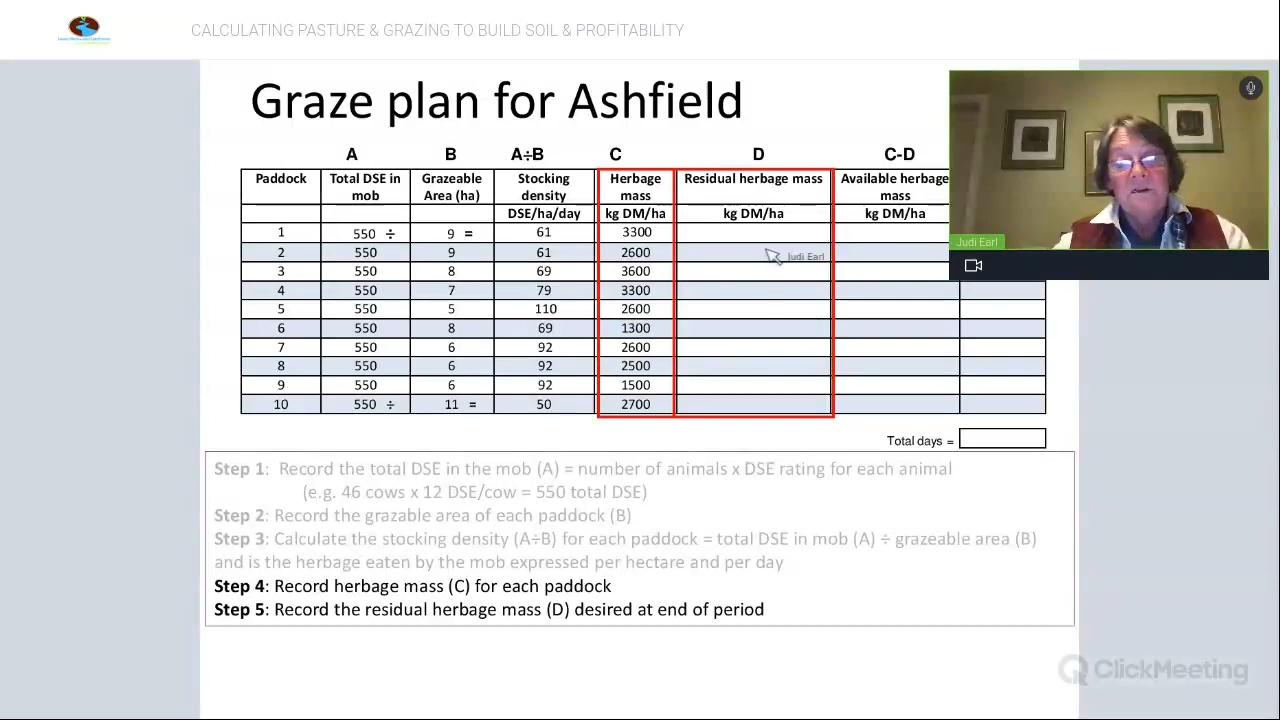 CALCULATING PASTURE & GRAZING TO BUILD SOIL & PROFITABILITY
Graze plan for Ashfield
A B A÷B C D C-D
Paddock Total DSE in Grazeable Stocking Herbage Residual herbage mass Available herbage
mob Area (ha) density mass mass
DSE/ha/day kg DM/ha kg DM/ha kg DM/ha
Judi Earl
1 550 ÷ 9 = 61 3300
2 550 9 61 2600 Judi Earl
3 550 8 69 3600
4 550 7 79 3300
5 550 5 110 2600
6 550 8 69 1300
7 550 6 92 2600
8 550 6 92 2500
9 550 6 92 1500
10 550 ÷ 11 = 50 2700
Total days =
Step 1: Record the total DSE in the mob (A) = number of animals x DSE rating for each animal
(e.g. 46 cows x 12 DSE/cow = 550 total DSE)
Step 2: Record the grazable area of each paddock (B)
Step 3: Calculate the stocking density (A÷B) for each paddock = total DSE in mob (A) ÷ grazeable area (B)
and is the herbage eaten by the mob expressed per hectare and per day
Step 4: Record herbage mass (C) for each paddock
Step 5: Record the residual herbage mass (D) desired at end of period
ClickMeeting